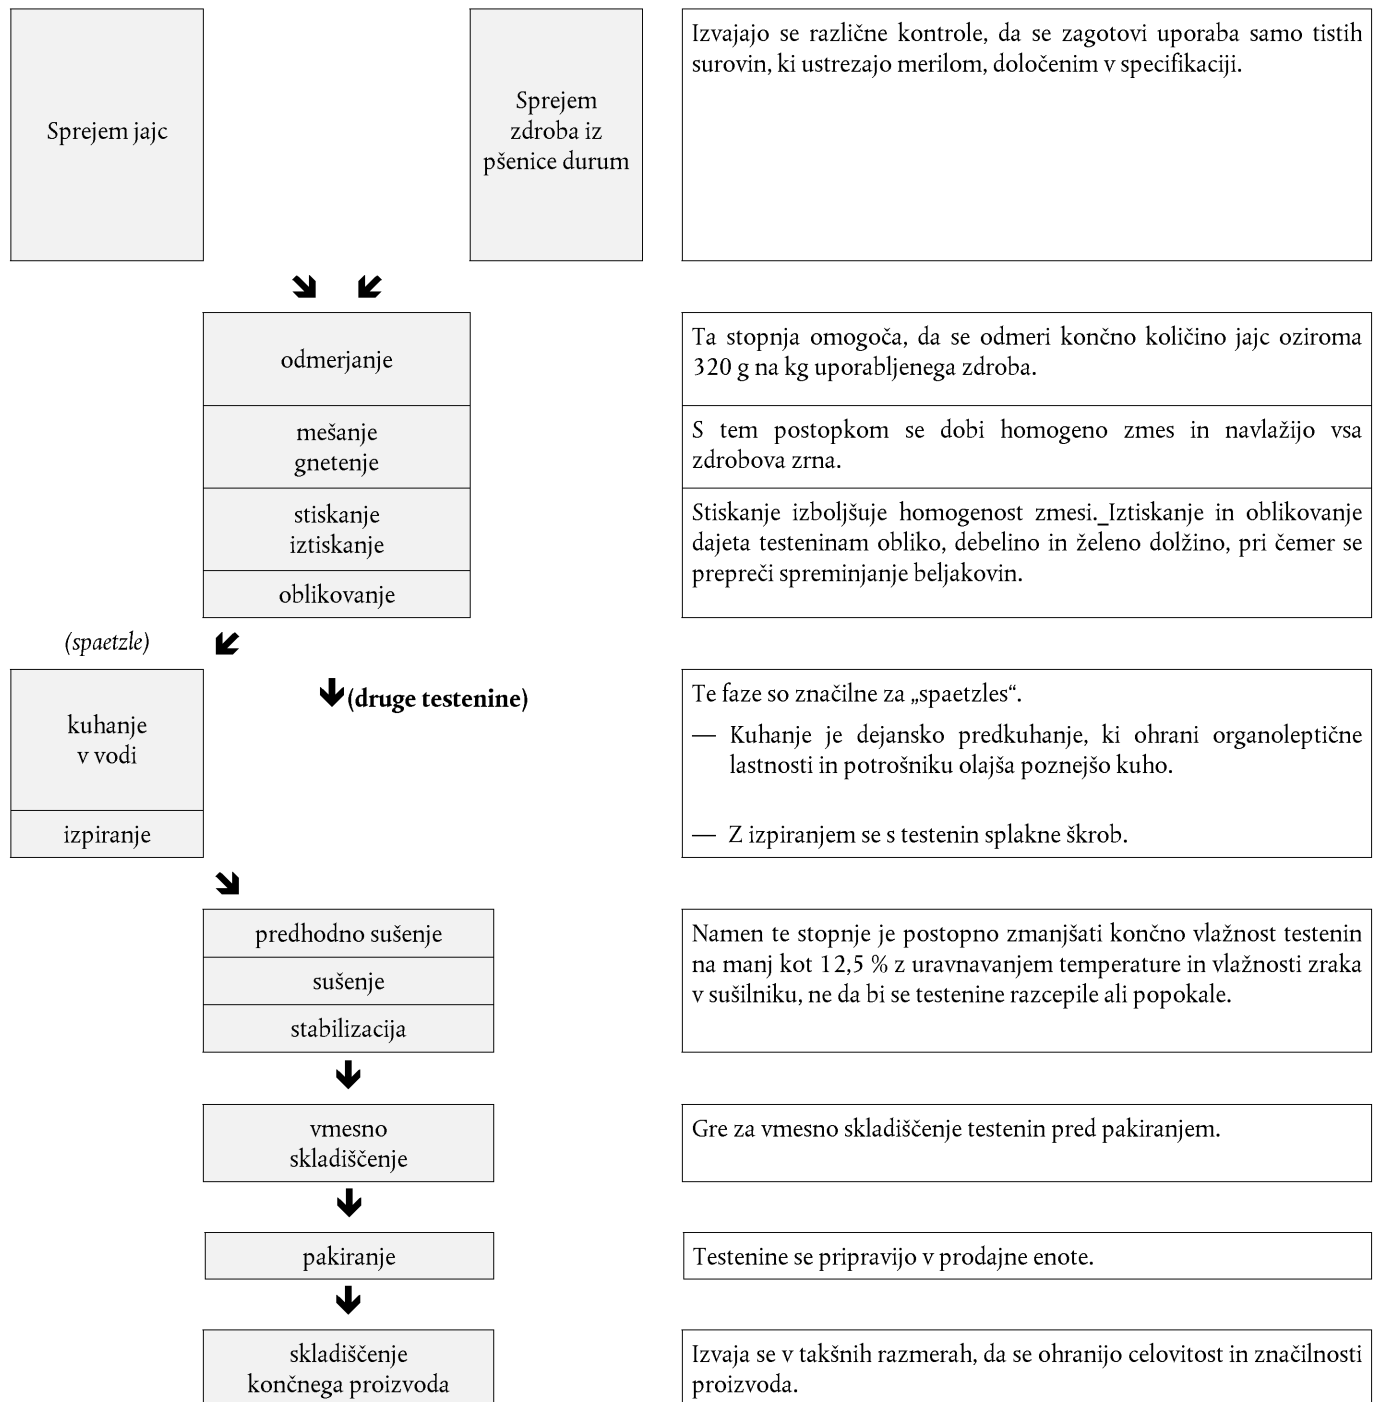 Sprejem jajc
Sprejem
zdroba iz
pšenice durum
Izvajajo se različne kontrole, da se zagotovi uporaba samo tistih
surovin, ki ustrezajo merilom, določenim v specifikaciji.
odmerjanje
Ta stopnja omogoča, da se odmeri končno količino jajc oziroma
320 g na kg uporabljenega zdroba.
mešanje
gnetenje
S tem postopkom se dobi homogeno zmes in navlažijo vsa
zdrobova zrna.
stiskanje
iztiskanje
oblikovanje
Stiskanje izboljšuje homogenost zmesi. Iztiskanje in oblikovanje
dajeta testeninam obliko, debelino in želeno dolžino, pri čemer se
prepreči spreminjanje beljakovin.
(spaetzle)
(druge testenine)
kuhanje
v vodi
izpiranje
Te faze so značilne za „spaetzles“.
— Kuhanje je dejansko predkuhanje, ki ohrani organoleptične
lastnosti in potrošniku olajša poznejšo kuho.
— Z izpiranjem se s testenin splakne škrob.
predhodno sušenje
sušenje
stabilizacija
Namen te stopnje je postopno zmanjšati končno vlažnost testenin
na manj kot 12,5 % z uravnavanjem temperature in vlažnosti zraka
v sušilniku, ne da bi se testenine razcepile ali popokale.
vmesno
skladiščenje
Gre za vmesno skladiščenje testenin pred pakiranjem.
pakiranje
Testenine se pripravijo v prodajne enote.
skladiščenje
končnega proizvoda
Izvaja se v takšnih razmerah, da se ohranijo celovitost in značilnosti
proizvoda.